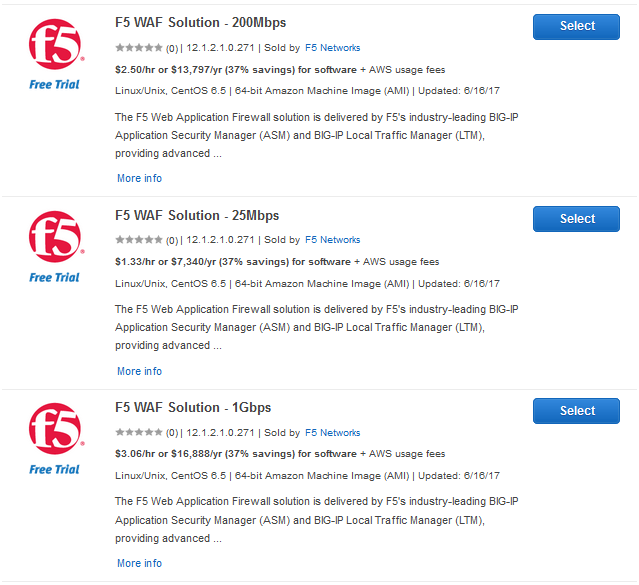 F5 WAF Solution - 200Mbps
Select
f5
Free Trial
(0) | 12.1.2.1.0.271 | Sold by F5 Networks
$2.50/hr or $13,797/yr (37% savings) for software + AWS usage fees
Linux/Unix, CentOS 6.5 | 64-bit Amazon Machine Image (AMI) | Updated: 6/16/17
The F5 Web Application Firewall solution is delivered by F5's industry-leading BIG-IP
Application Security Manager (ASM) and BIG-IP Local Traffic Manager (LTM),
providing advanced ...
More info
F5 WAF Solution - 25Mbps
Select
f5
Free Trial
(0) | 12.1.2.1.0.271 | Sold by F5 Networks
$1.33/hr or $7,340/yr (37% savings) for software + AWS usage fees
Linux/Unix, CentOS 6.5 | 64-bit Amazon Machine Image (AMI) | Updated: 6/16/17
The F5 Web Application Firewall solution is delivered by F5's industry-leading BIG-IP
Application Security Manager (ASM) and BIG-IP Local Traffic Manager (LTM),
providing advanced ...
More info
F5 WAF Solution - 1Gbps
Select
f5
Free Trial
(0) | 12.1.2.1.0.271 | Sold by F5 Networks
$3.06/hr or $16,888/yr (37% savings) for software + AWS usage fees
Linux/Unix, CentOS 6.5 | 64-bit Amazon Machine Image (AMI) | Updated: 6/16/17
The F5 Web Application Firewall solution is delivered by F5's industry-leading BIG-IP
Application Security Manager (ASM) and BIG-IP Local Traffic Manager (LTM),
providing advanced ...
More info